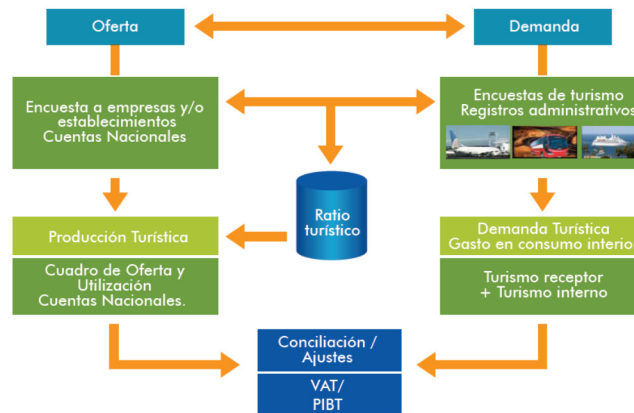 Oferta
Demanda
Encuesta a empresas y/o
establecimientos
Cuentas Nacionales
Encuestas de turismo
Registros administrativos
Ratio
turístico
Producción Turística
Cuadro de Oferta y
Utilización
Cuentas Nacionales.
Demanda Turística
Gasto en consumo interio
Turismo receptor
+ Turismo interno
Conciliación /
Ajustes
VAT/
PIBT